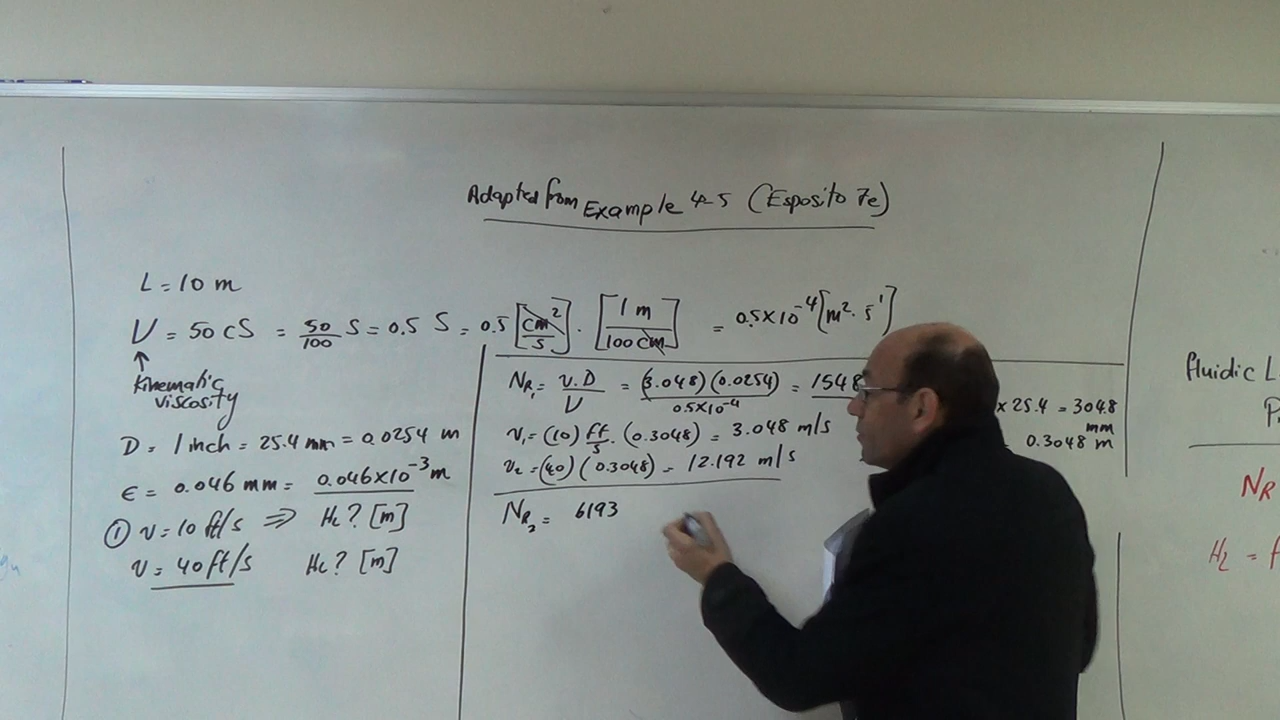 Adapted from Example 4-5 (Esposito 7e)
L = 10 m
ν = 50 cS = 50/100 S = 0.5 S = 0.5 [cm²/s] · [1 m/100 cm] = 0.5×10⁻⁴ [m²·s⁻¹]
↑
kinematic
viscosity
D = 1 inch = 25.4 mm = 0.0254 m
ε = 0.046 mm = 0.046×10⁻³ m
① v = 10 ft/s ⇒ HL? [m]
v = 40 ft/s HL? [m]
NR₁ = v.D/ν = (3.048)(0.0254)/0.5×10⁻⁴ = 1548
v₁ = (10) ft/s . (0.3048) = 3.048 m/s
v₂ = (40) (0.3048) = 12.192 m/s
NR₂ = 6193
x 25.4 = 304.8
mm
0.3048 m
fluidic L
P
NR
HL = f